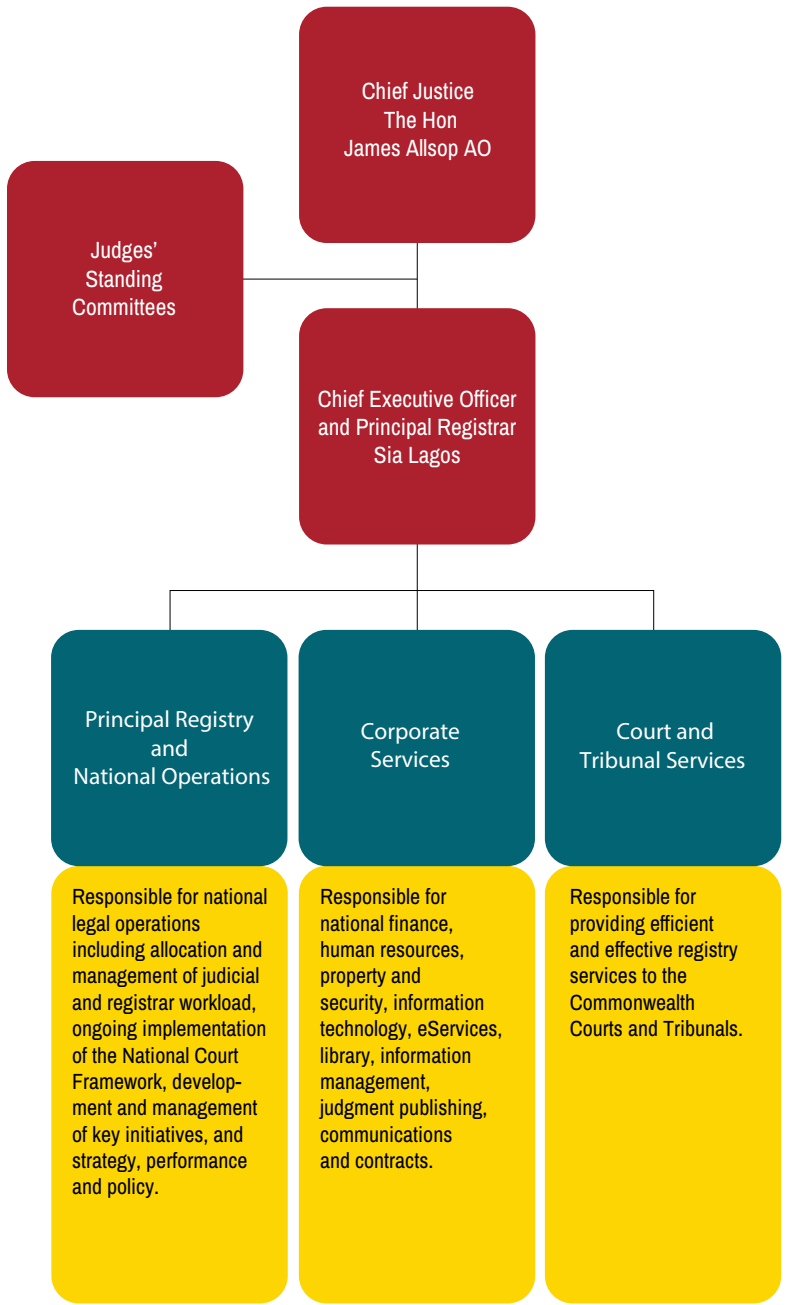 Chief Justice
The Hon
James Allsop AO
Judges’
Standing
Committees
Chief Executive Officer
and Principal Registrar
Sia Lagos
Principal Registry
and
National Operations
Corporate
Services
Court and
Tribunal Services
Responsible for national
legal operations
including allocation and
management of judicial
and registrar workload,
ongoing implementation
of the National Court
Framework, develop-
ment and management
of key initiatives, and
strategy, performance
and policy.
Responsible for
national finance,
human resources,
property and
security, information
technology, eServices,
library, information
management,
judgment publishing,
communications
and contracts.
Responsible for
providing efficient
and effective registry
services to the
Commonwealth
Courts and Tribunals.